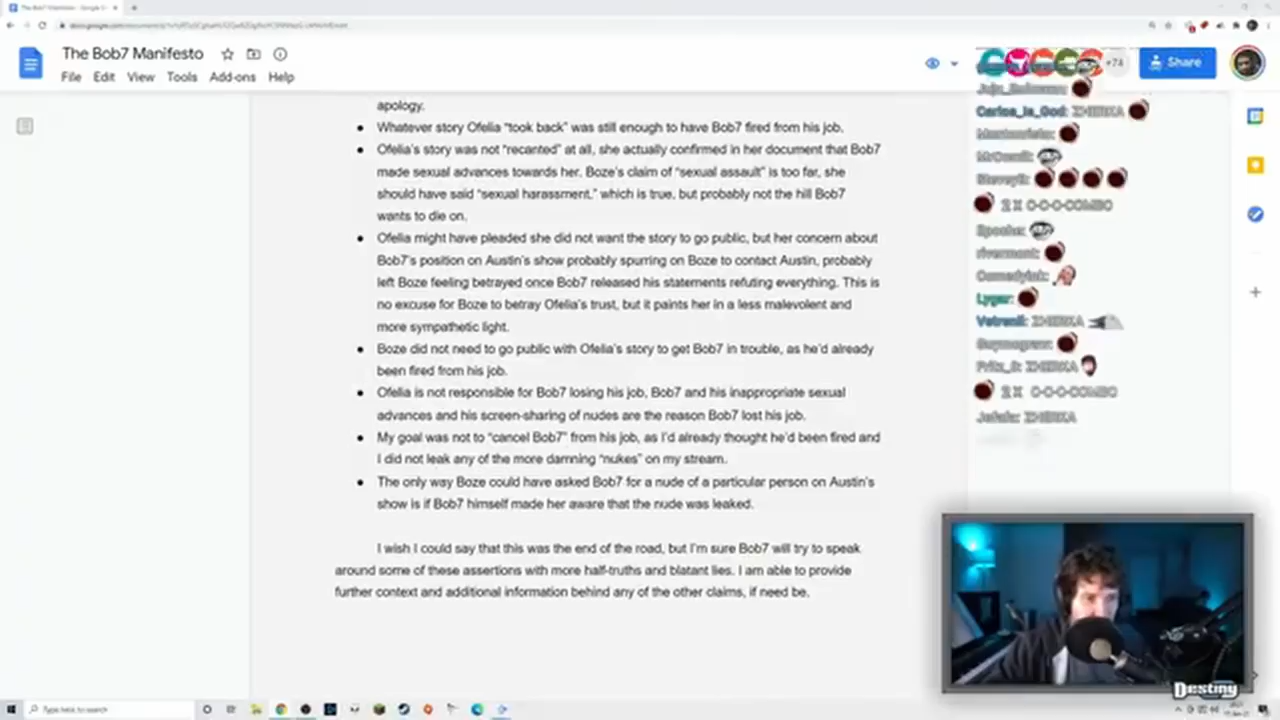 The Bob7 Manifesto
File Edit View Tools Add-ons Help
+74
Share
apology.
● Whatever story Ofelia “took back” was still enough to have Bob7 fired from his job.
● Ofelia’s story was not “recanted” at all, she actually confirmed in her document that Bob7
made sexual advances towards her. Boze’s claim of “sexual assault” is too far, she
should have said “sexual harassment,” which is true, but probably not the hill Bob7
wants to die on.
● Ofelia might have pleaded she did not want the story to go public, but her concern about
Bob7’s position on Austin’s show probably spurring on Boze to contact Austin, probably
left Boze feeling betrayed once Bob7 released his statements refuting everything. This is
no excuse for Boze to betray Ofelia’s trust, but it paints her in a less malevolent and
more sympathetic light.
● Boze did not need to go public with Ofelia’s story to get Bob7 in trouble, as he’d already
been fired from his job.
● Ofelia is not responsible for Bob7 losing his job, Bob7 and his inappropriate sexual
advances and his screen-sharing of nudes are the reason Bob7 lost his job.
● My goal was not to “cancel Bob7” from his job, as I’d already thought he’d been fired and
I did not leak any of the more damning “nukes” on my stream.
● The only way Boze could have asked Bob7 for a nude of a particular person on Austin’s
show is if Bob7 himself made her aware that the nude was leaked.
I wish I could say that this was the end of the road, but I’m sure Bob7 will try to speak
around some of these assertions with more half-truths and blatant lies. I am able to provide
further context and additional information behind any of the other claims, if need be.
Carlos_la_God: ZHERKA
2 X C-C-C-COMBO
rivermont:
Lygar:
ZHERKA
ZHERKA
2 X C-C-C-COMBO
ZHERKA
Destiny
Type here to search